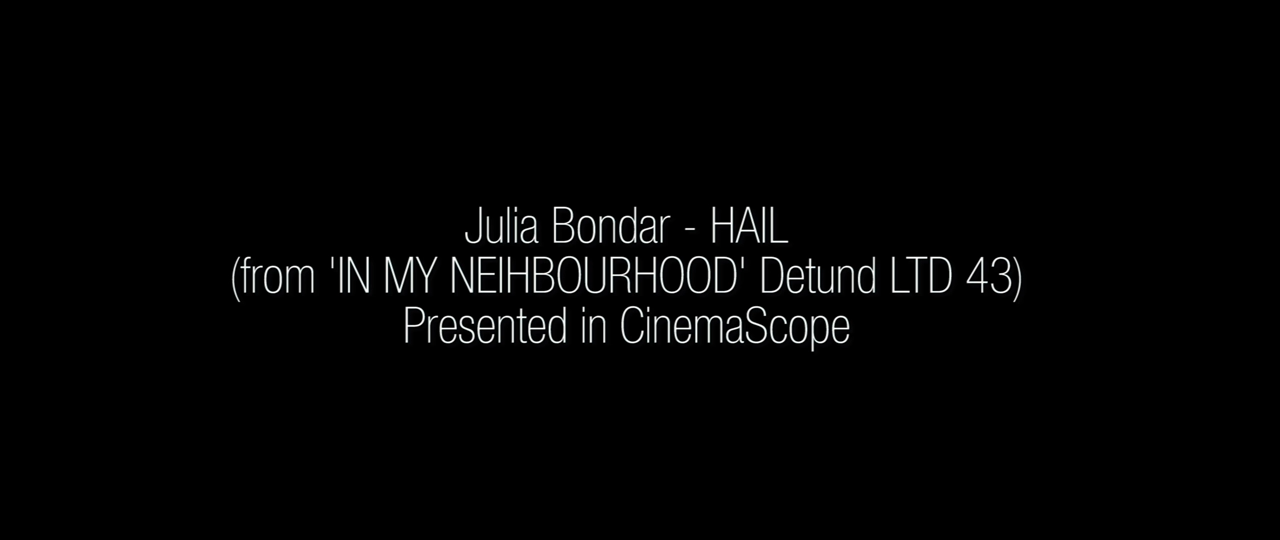 Julia Bondar - HAIL
(from 'IN MY NEIHBOURHOOD' Detund LTD 43)
Presented in CinemaScope